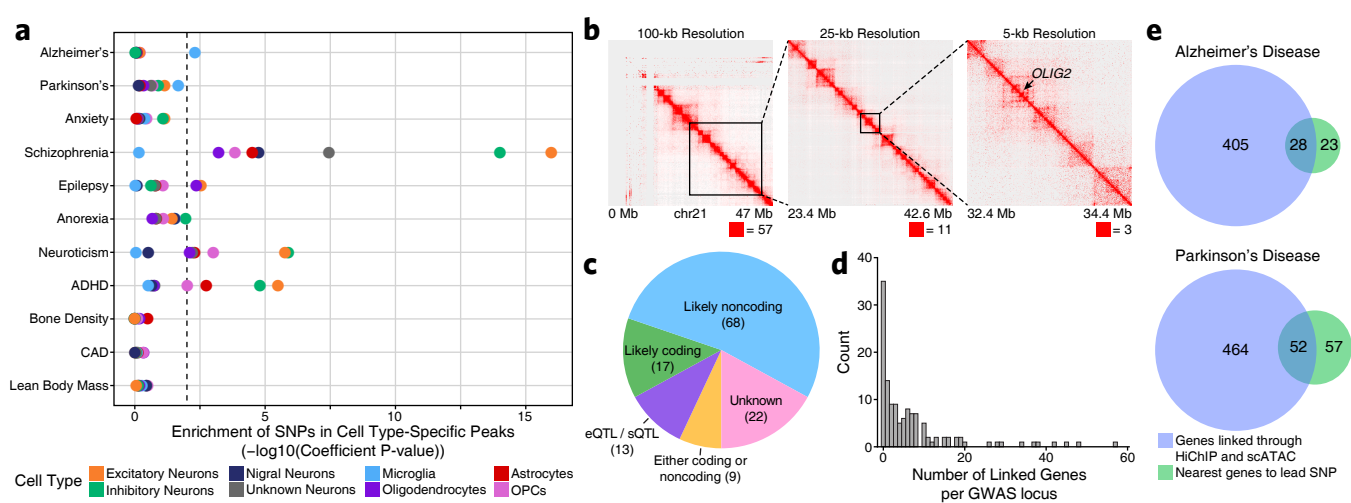 a
Alzheimer's
Parkinson's
Anxiety
Schizophrenia
Epilepsy
Anorexia
Neuroticism
ADHD
Bone Density
CAD
Lean Body Mass
0 5 10 15
Enrichment of SNPs in Cell Type-Specific Peaks
(−log10(Coefficient P-value))
Cell Type
Excitatory Neurons
Nigral Neurons
Microglia
Astrocytes
Inhibitory Neurons
Unknown Neurons
Oligodendrocytes
OPCs
b
100-kb Resolution
25-kb Resolution
5-kb Resolution
OLIG2
0 Mb chr21 47 Mb
23.4 Mb 42.6 Mb
32.4 Mb 34.4 Mb
= 57
= 11
= 3
c
Likely noncoding
(68)
Likely coding
(17)
Unknown
(22)
eQTL / sQTL
(13)
Either coding or
noncoding (9)
d
Count
40
30
20
10
0
0 10 20 30 40 50 60
Number of Linked Genes
per GWAS locus
e
Alzheimer's Disease
405 28 23
Parkinson's Disease
464 52 57
Genes linked through
HiChIP and scATAC
Nearest genes to lead SNP